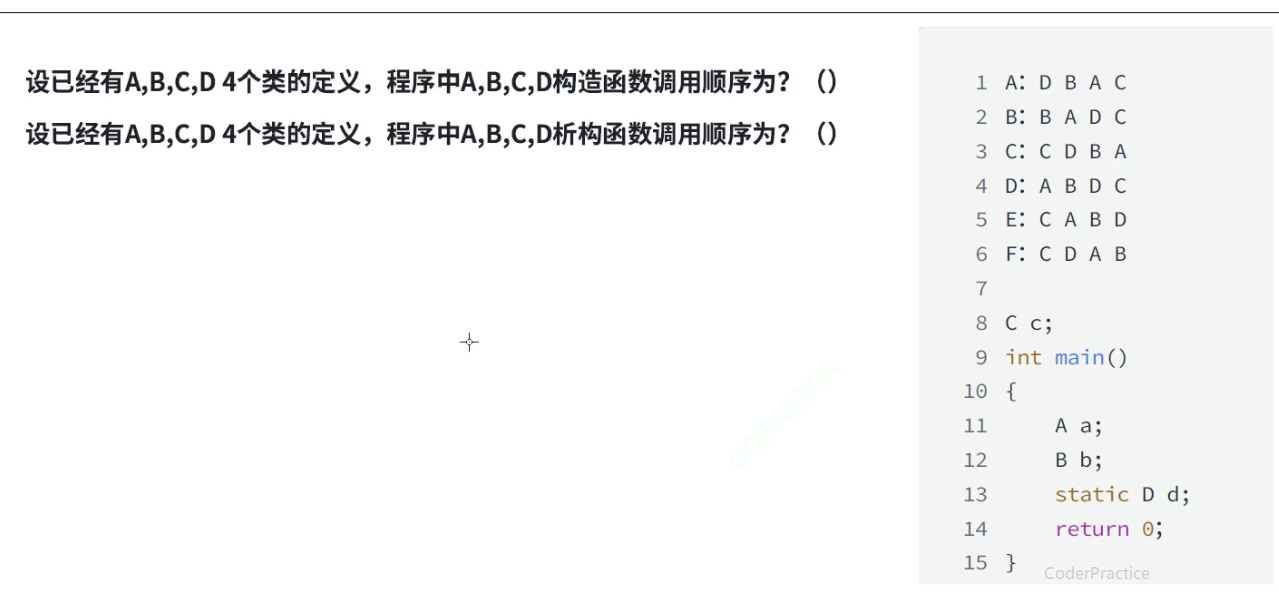 设已经有A,B,C,D 4个类的定义，程序中A,B,C,D构造函数调用顺序为？（）
设已经有A,B,C,D 4个类的定义，程序中A,B,C,D析构函数调用顺序为？（）
1 A: D B A C
2 B: B A D C
3 C: C D B A
4 D: A B D C
5 E: C A B D
6 F: C D A B
7
8 C c;
9 int main()
10 {
11 A a;
12 B b;
13 static D d;
14 return 0;
15 }
CoderPractice